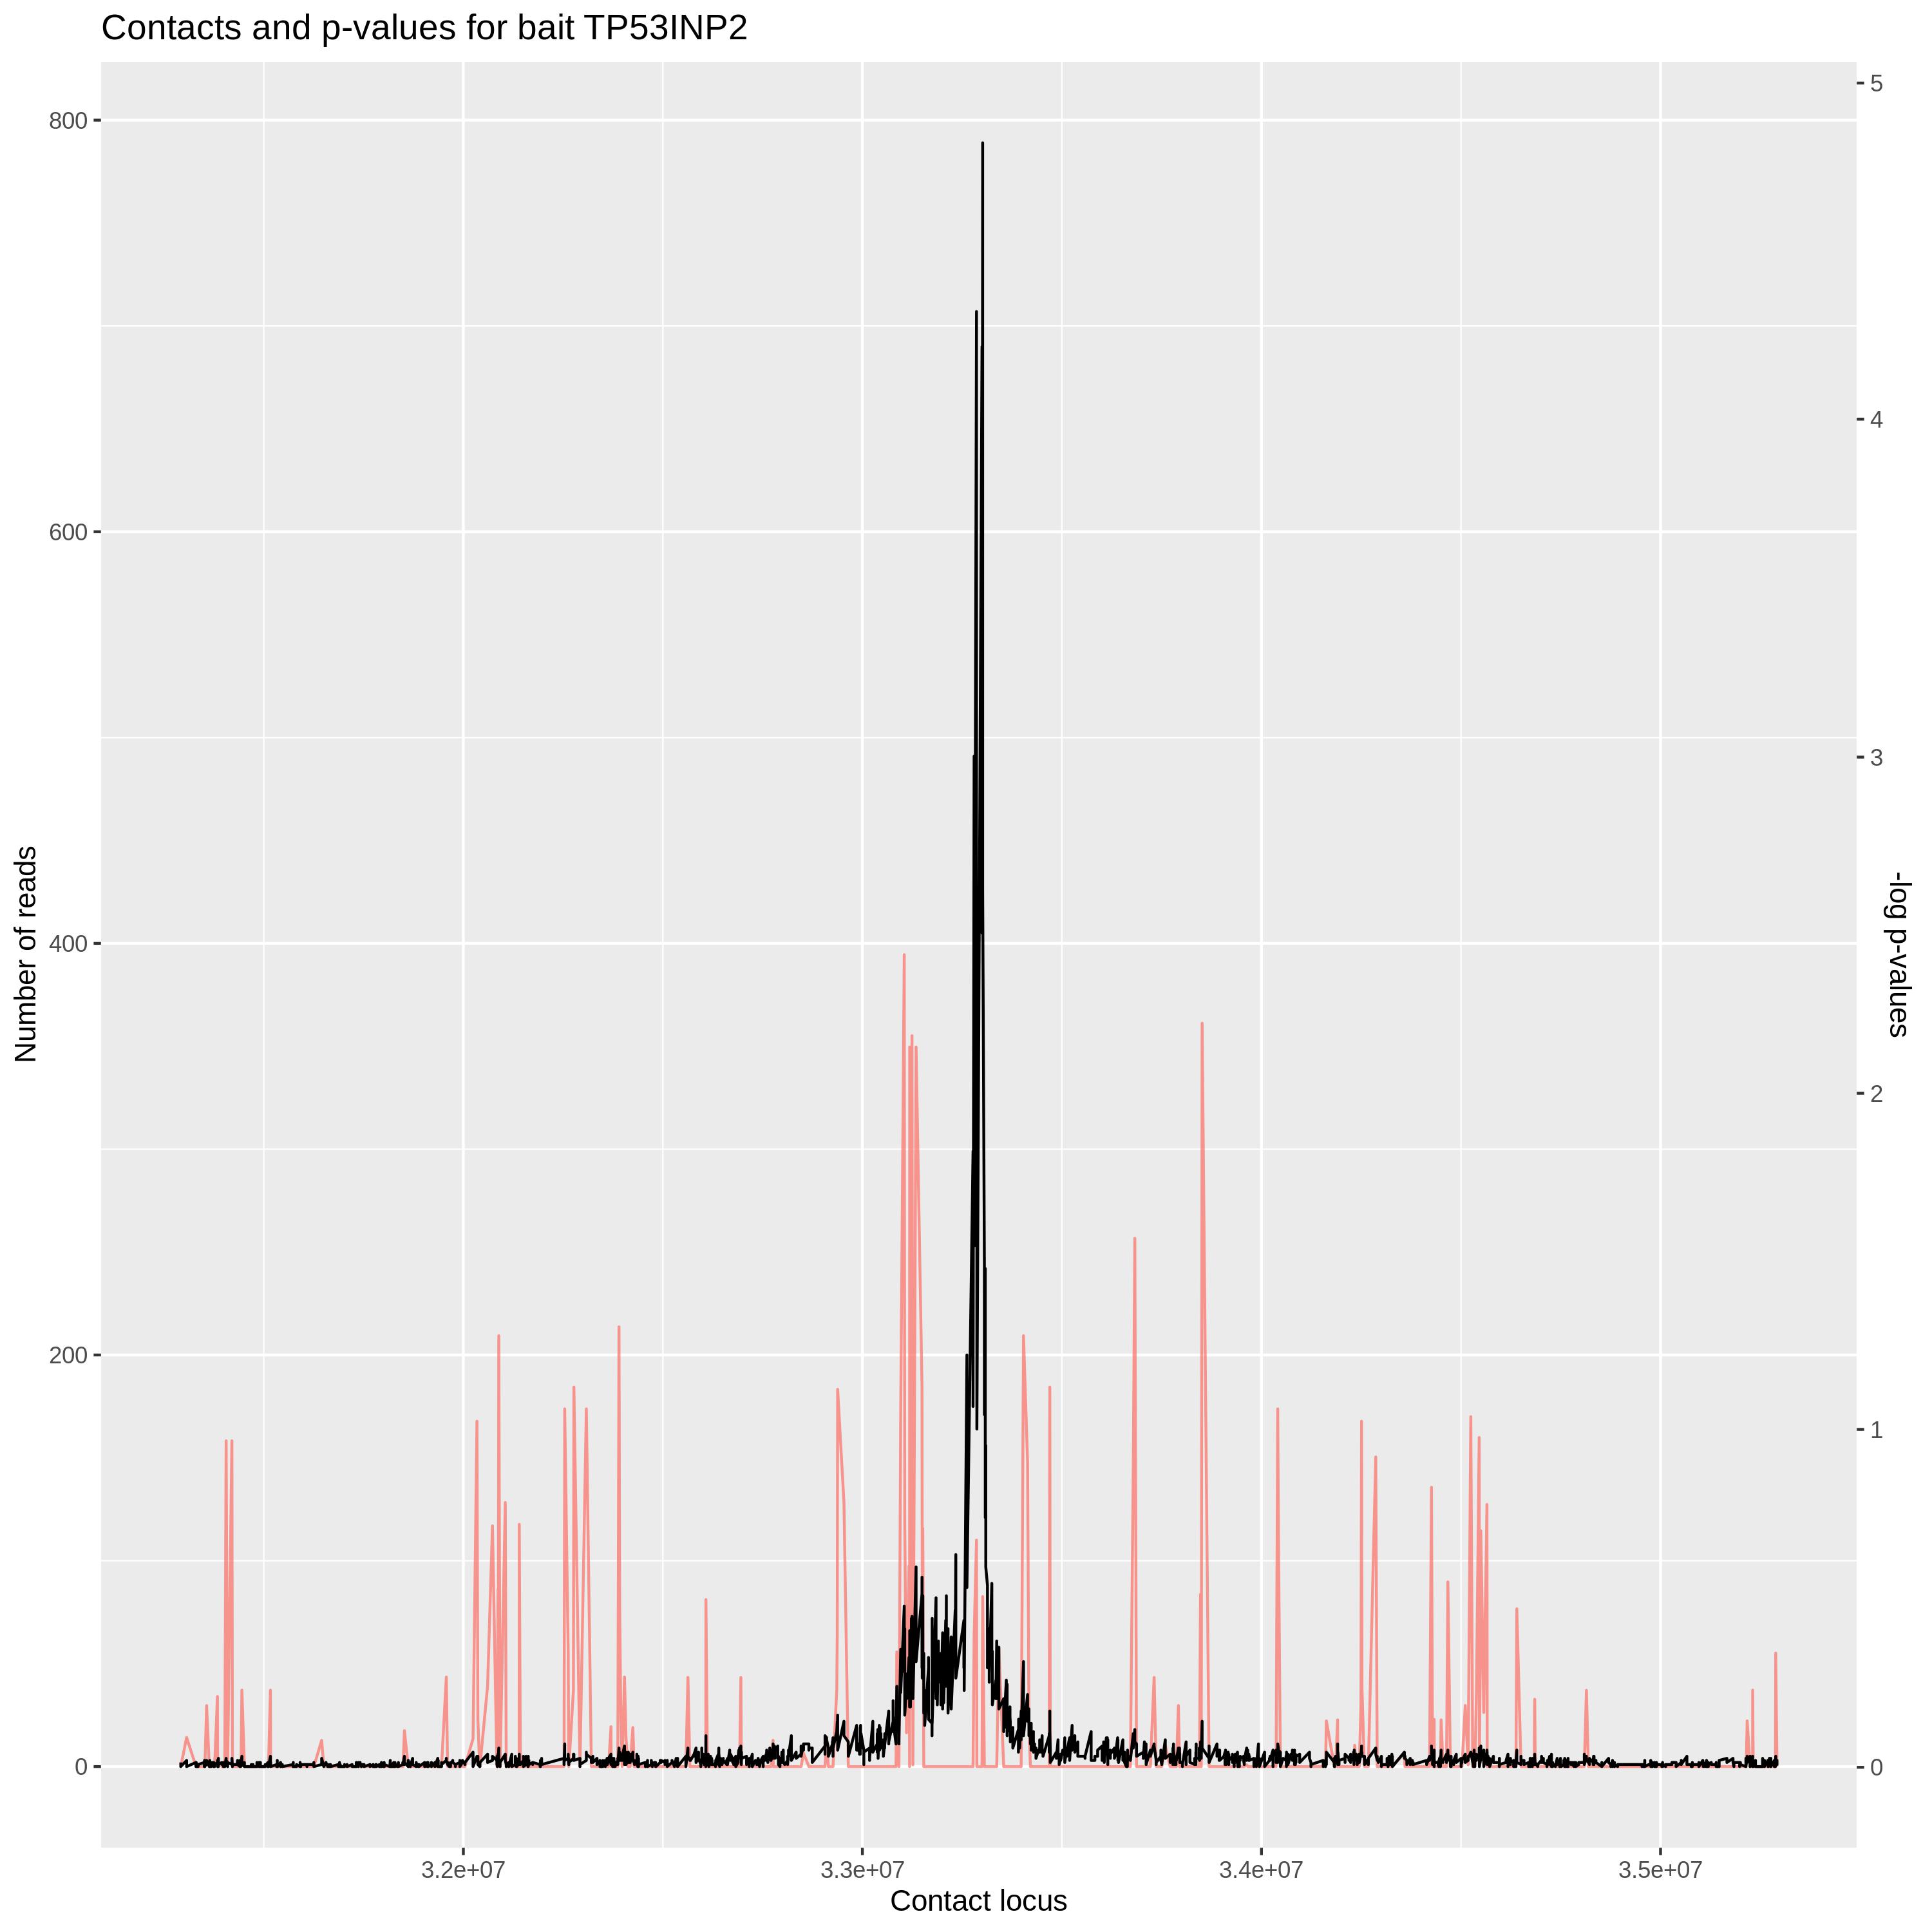 Contacts and p-values for bait TP53INP2
800
600
400
200
0
Number of reads
5
4
3
2
1
0
-log p-values
3.2e+07
3.3e+07
3.4e+07
3.5e+07
Contact locus